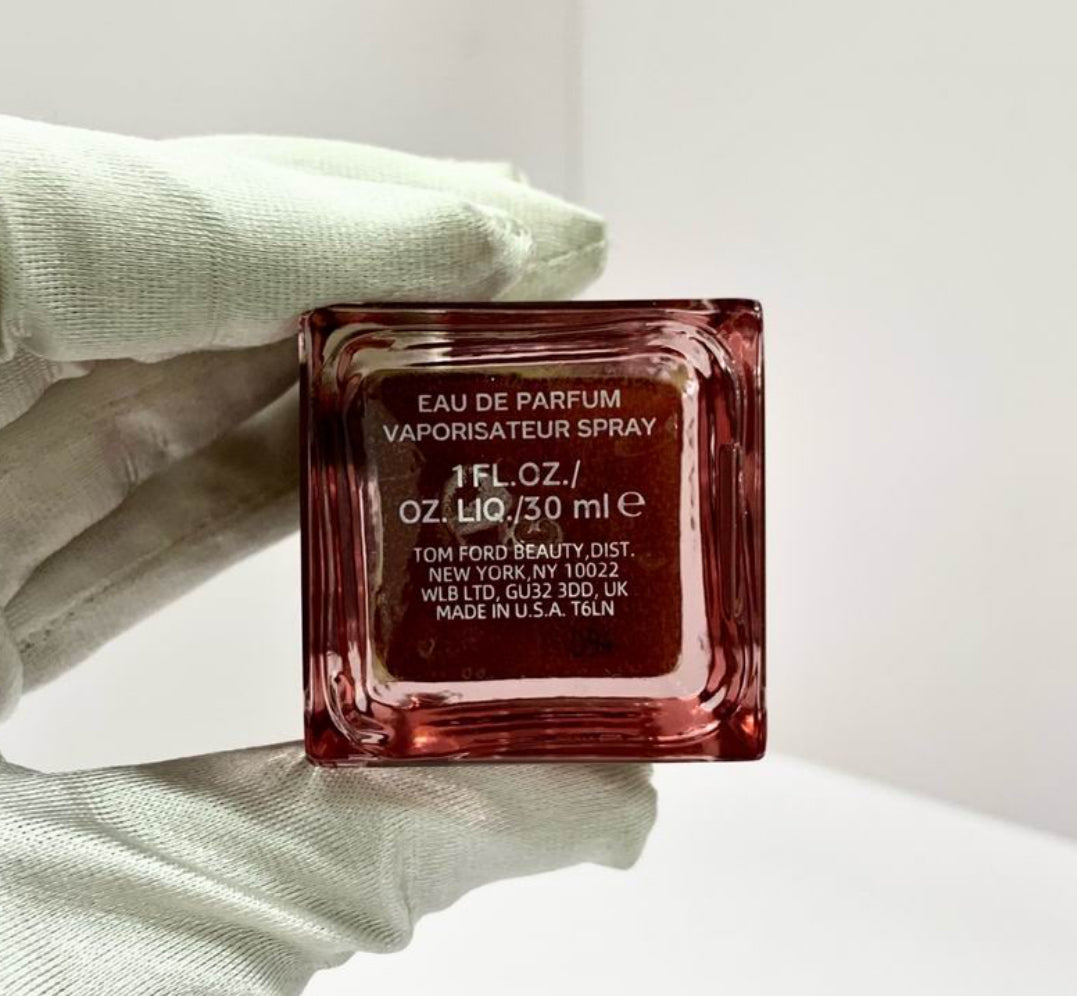 EAU DE PARFUM
VAPORISATEUR SPRAY
1 FL.OZ./
OZ. LIQ./30 ml ℮
TOM FORD BEAUTY,DIST.
NEW YORK,NY 10022
WLB LTD, GU32 3DD, UK
MADE IN U.S.A. T6LN